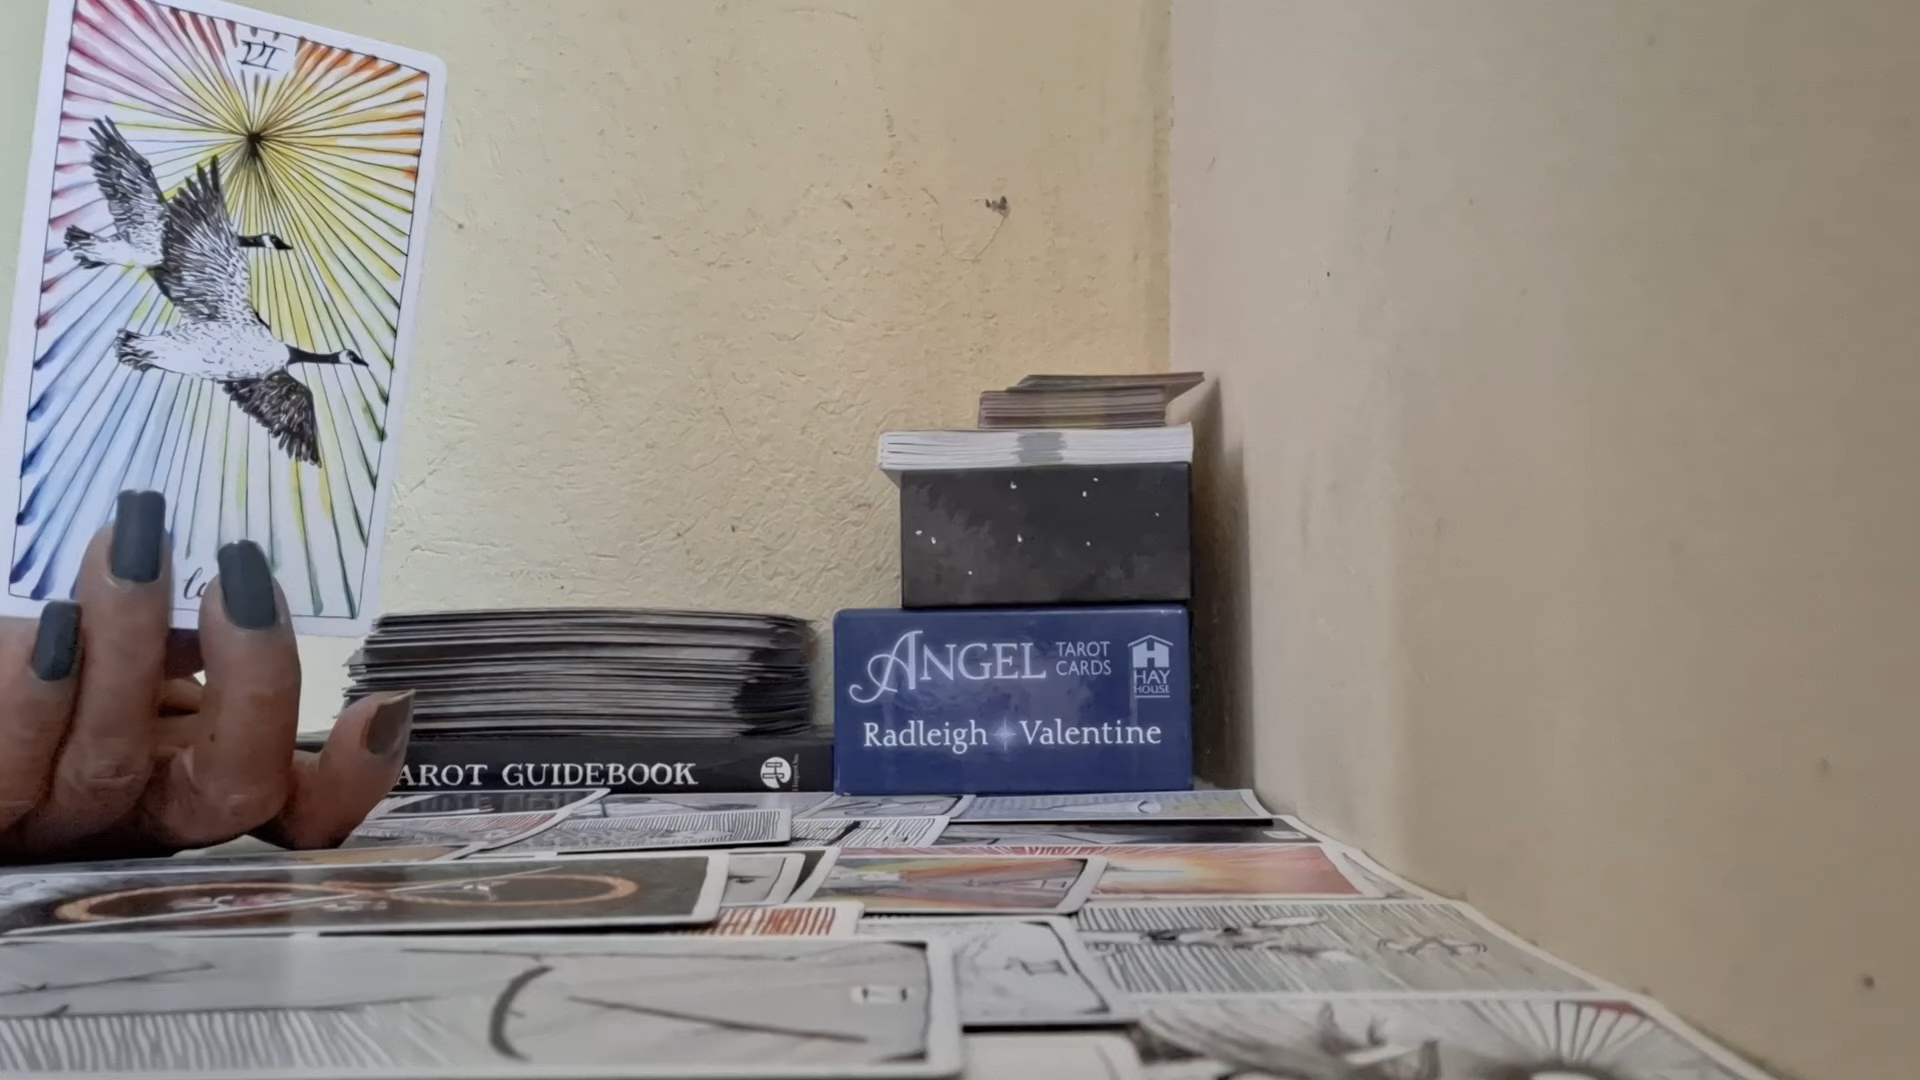 VI
ANGEL TAROT CARDS
HAY HOUSE
Radleigh Valentine
AROT GUIDEBOOK